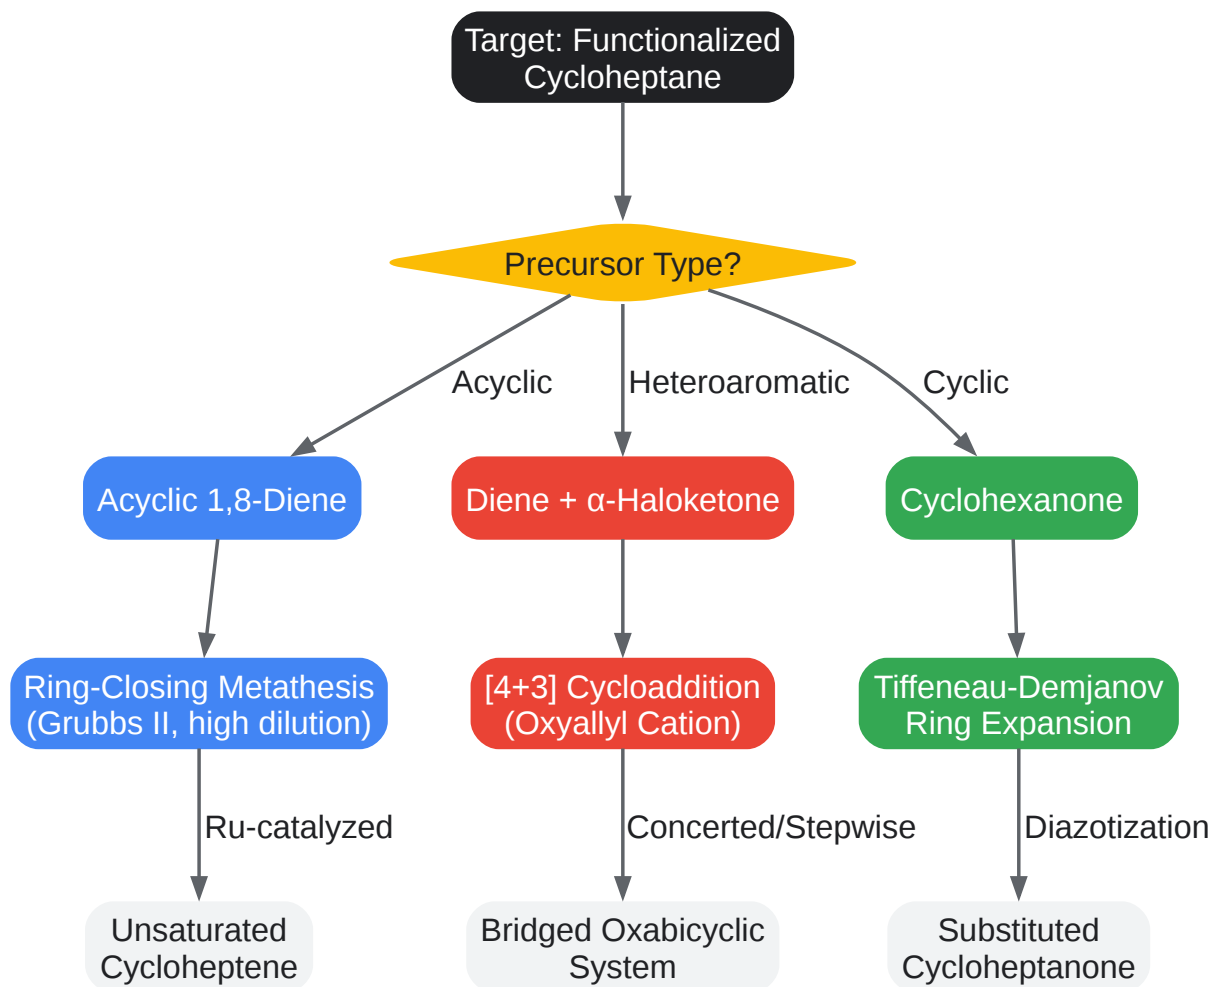 Target: Functionalized
Cycloheptane
Precursor Type?
Acyclic
Heteroaromatic
Cyclic
Acyclic 1,8-Diene
Diene + α-Haloketone
Cyclohexanone
Ring-Closing Metathesis
(Grubbs II, high dilution)
[4+3] Cycloaddition
(Oxyallyl Cation)
Tiffeneau-Demjanov
Ring Expansion
Ru-catalyzed
Concerted/Stepwise
Diazotization
Unsaturated
Cycloheptene
Bridged Oxabicyclic
System
Substituted
Cycloheptanone